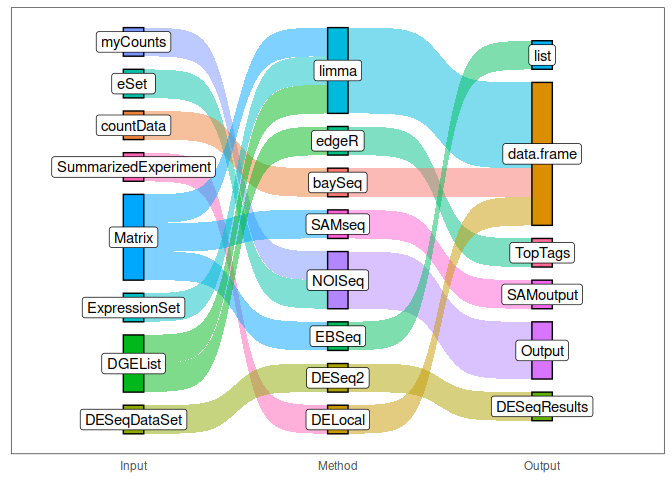 myCounts
eSet
countData
SummarizedExperiment
Matrix
ExpressionSet
DGEList
DESeqDataSet
limma
edgeR
baySeq
SAMseq
NOISeq
EBSeq
DESeq2
DELocal
list
data.frame
TopTags
SAMoutput
Output
DESeqResults
Input
Method
Output